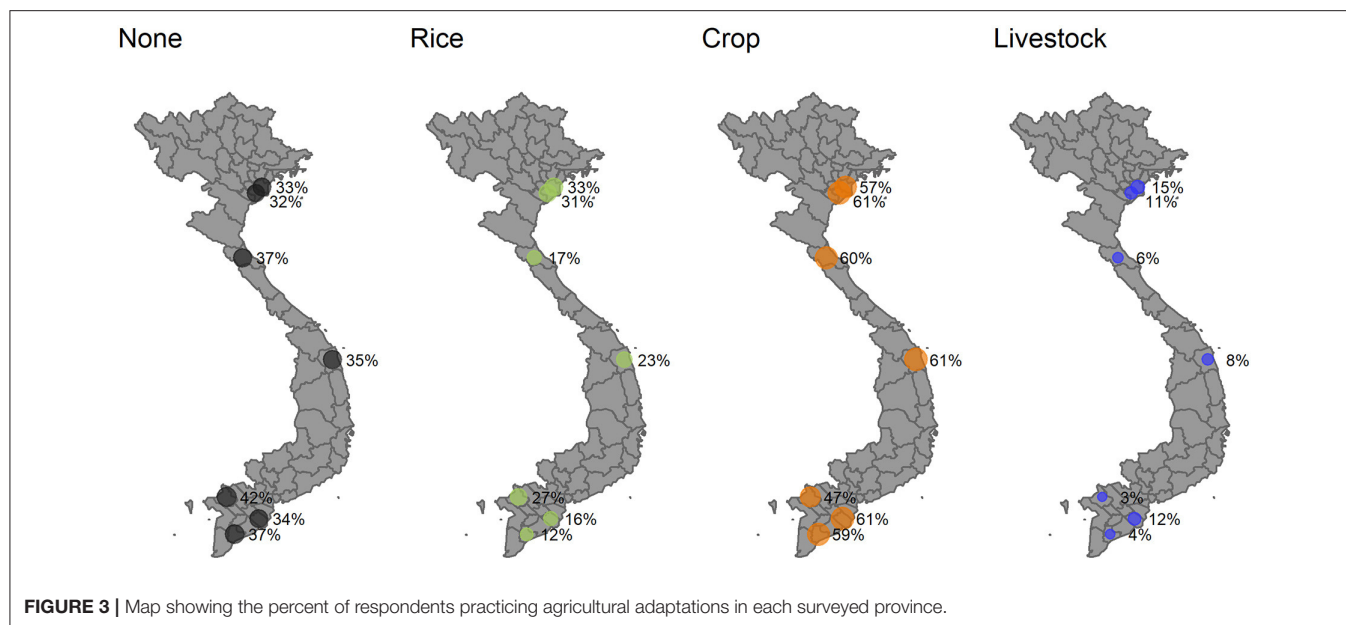 None Rice Crop Livestock
33% 33% 57% 15%
32% 31% 61% 11%
37% 17% 60% 6%
35% 23% 61% 8%
42% 27% 47% 3%
34% 16% 61% 12%
37% 12% 59% 4%
FIGURE 3 | Map showing the percent of respondents practicing agricultural adaptations in each surveyed province.